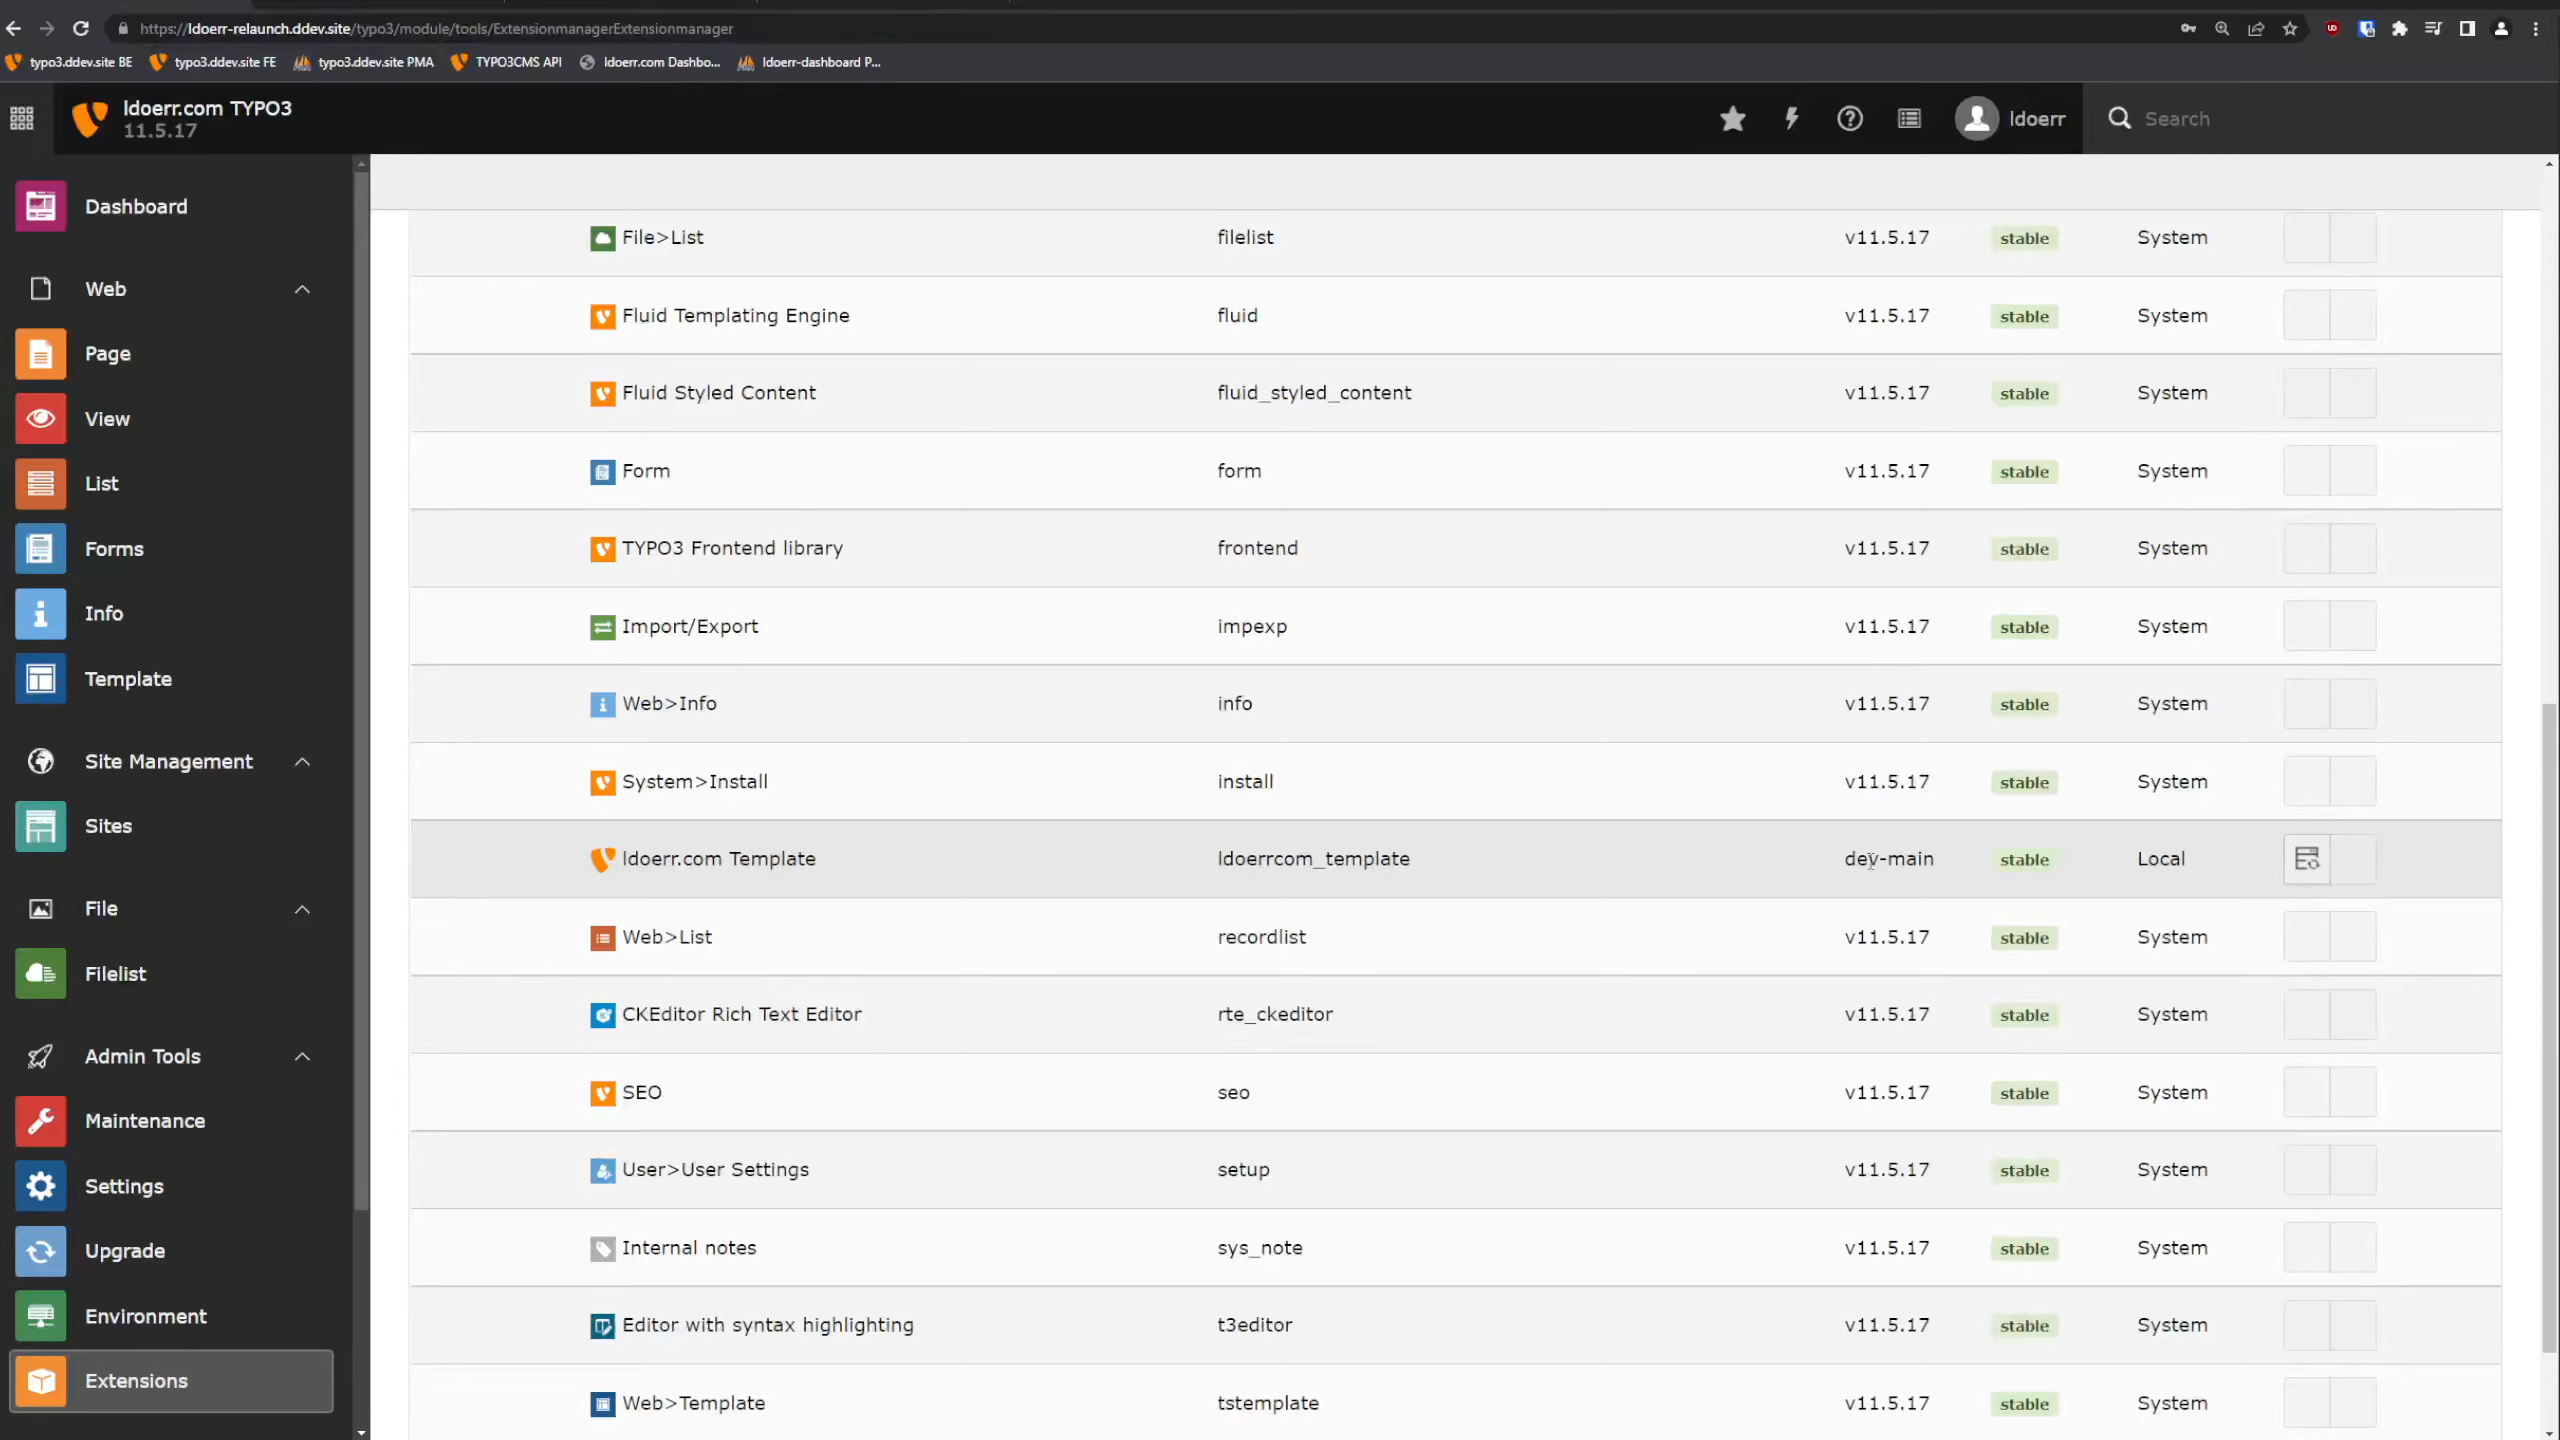 https://ldoerr-relaunch.ddev.site/typo3/module/tools/ExtensionmanagerExtensionmanager
typo3.ddev.site BE
typo3.ddev.site FE
typo3.ddev.site PMA
TYPO3CMS API
ldoerr.com Dashbo...
ldoerr-dashboard P...
ldoerr.com TYPO3
11.5.17
ldoerr
Search
Dashboard
Web
Page
View
List
Forms
Info
Template
Site Management
Sites
File
Filelist
Admin Tools
Maintenance
Settings
Upgrade
Environment
Extensions
File>List filelist v11.5.17 stable System
Fluid Templating Engine fluid v11.5.17 stable System
Fluid Styled Content fluid_styled_content v11.5.17 stable System
Form form v11.5.17 stable System
TYPO3 Frontend library frontend v11.5.17 stable System
Import/Export impexp v11.5.17 stable System
Web>Info info v11.5.17 stable System
System>Install install v11.5.17 stable System
ldoerr.com Template ldoerrcom_template dev-main stable Local
Web>List recordlist v11.5.17 stable System
CKEditor Rich Text Editor rte_ckeditor v11.5.17 stable System
SEO seo v11.5.17 stable System
User>User Settings setup v11.5.17 stable System
Internal notes sys_note v11.5.17 stable System
Editor with syntax highlighting t3editor v11.5.17 stable System
Web>Template tstemplate v11.5.17 stable System